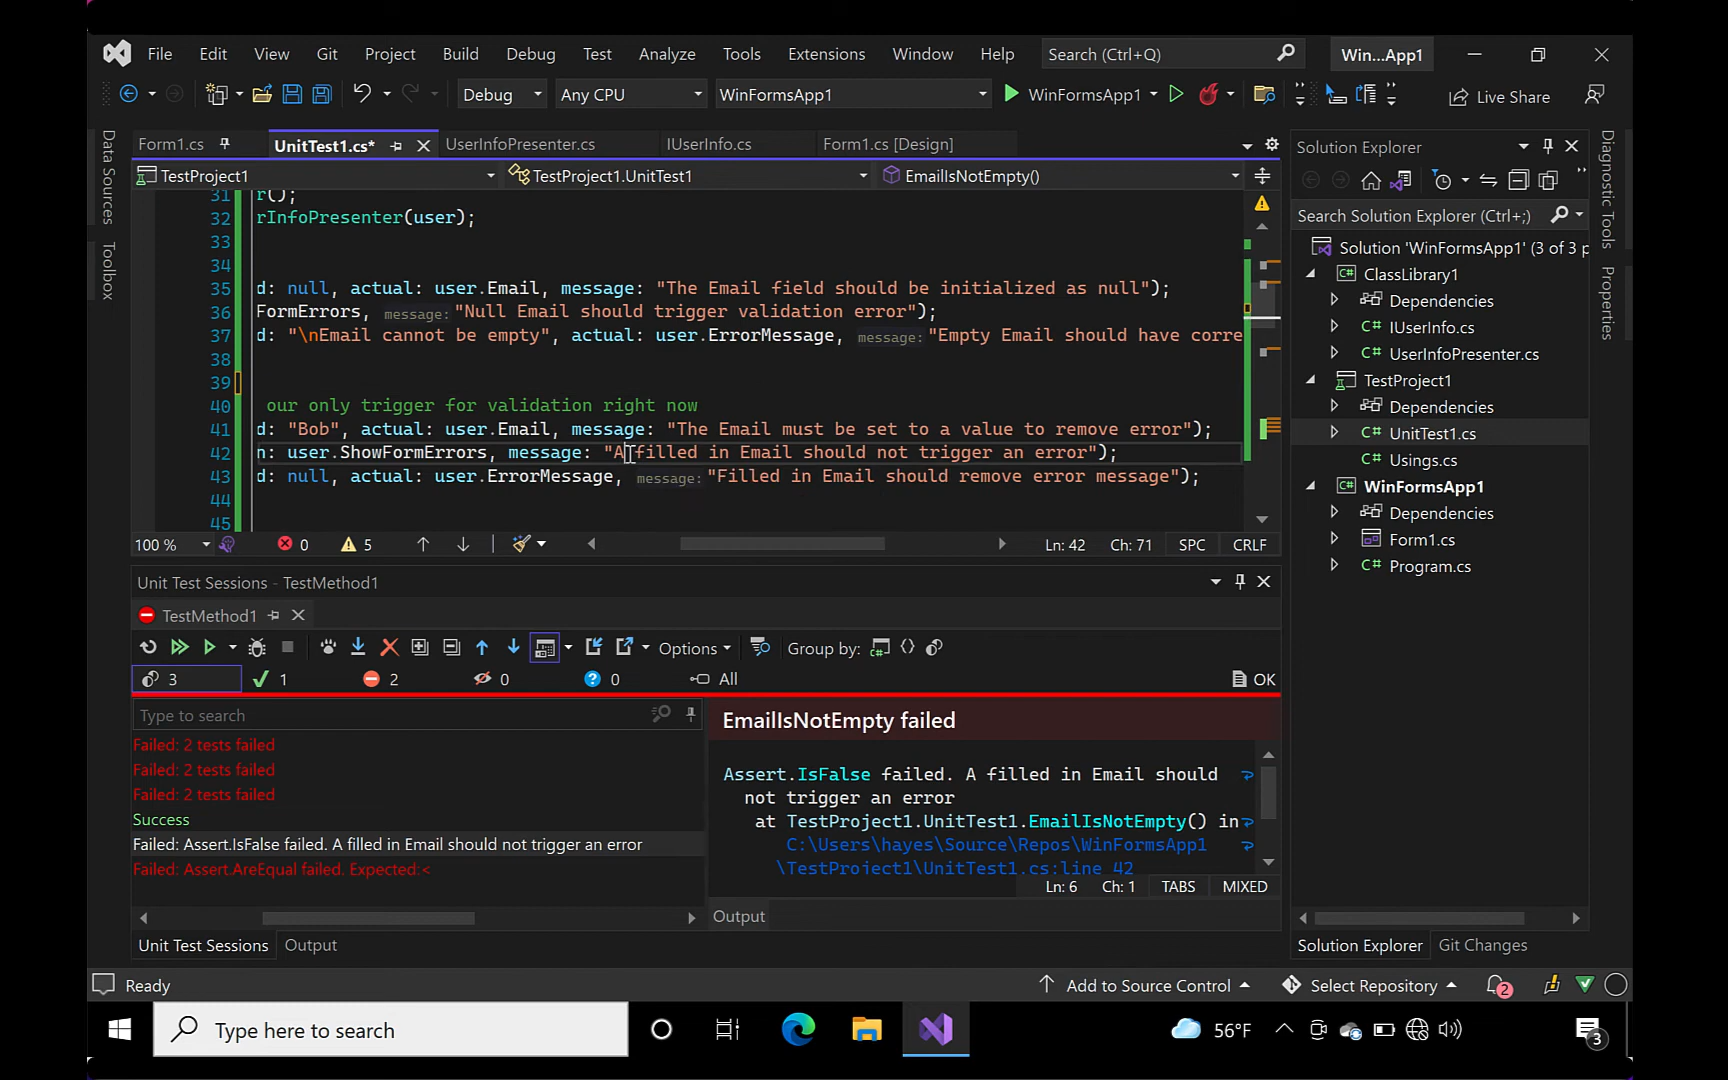 File Edit View Git Project Build Debug Test Analyze Tools Extensions Window Help Search (Ctrl+Q) Win...App1
Debug Any CPU WinFormsApp1 WinFormsApp1 Live Share
Form1.cs UnitTest1.cs* UserInfoPresenter.cs IUserInfo.cs Form1.cs [Design]
TestProject1 TestProject1.UnitTest1 EmailIsNotEmpty()
Data Sources
Toolbox
31 r();
32 rInfoPresenter(user);
33
34
35 d: null, actual: user.Email, message: "The Email field should be initialized as null");
36 FormErrors, message: "Null Email should trigger validation error");
37 d: "\nEmail cannot be empty", actual: user.ErrorMessage, message: "Empty Email should have corre
38
39
40 our only trigger for validation right now
41 d: "Bob", actual: user.Email, message: "The Email must be set to a value to remove error");
42 n: user.ShowFormErrors, message: "A filled in Email should not trigger an error");
43 d: null, actual: user.ErrorMessage, message: "Filled in Email should remove error message");
44
45
100 % 0 5 Ln: 42 Ch: 71 SPC CRLF
Unit Test Sessions - TestMethod1
TestMethod1
Options Group by:
3 1 2 0 0 All OK
Type to search
Failed: 2 tests failed
Failed: 2 tests failed
Failed: 2 tests failed
Success
Failed: Assert.IsFalse failed. A filled in Email should not trigger an error
Failed: Assert.AreEqual failed. Expected:<
EmailIsNotEmpty failed
Assert.IsFalse failed. A filled in Email should
not trigger an error
at TestProject1.UnitTest1.EmailIsNotEmpty() in
C:\Users\hayes\Source\Repos\WinFormsApp1
\TestProject1\UnitTest1.cs:line 42
Ln: 6 Ch: 1 TABS MIXED
Output
Unit Test Sessions Output
Solution Explorer
Search Solution Explorer (Ctrl+;)
Solution 'WinFormsApp1' (3 of 3 p
ClassLibrary1
Dependencies
IUserInfo.cs
UserInfoPresenter.cs
TestProject1
Dependencies
UnitTest1.cs
Usings.cs
WinFormsApp1
Dependencies
Form1.cs
Program.cs
Solution Explorer Git Changes
Diagnostic Tools
Properties
Ready Add to Source Control Select Repository 2
Type here to search 56°F 3